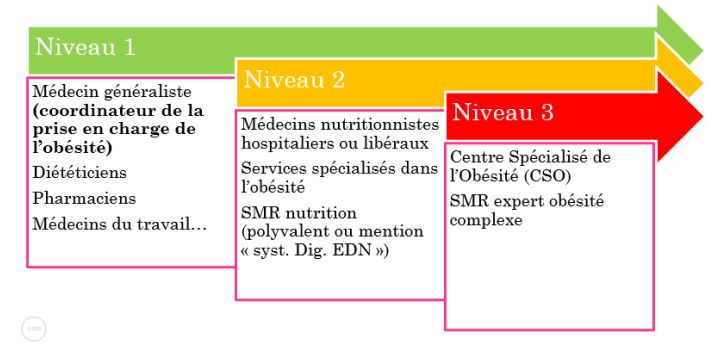 Niveau 1
Médecin généraliste
(coordinateur de la
prise en charge de
l’obésité)
Diététiciens
Pharmaciens
Médecins du travail…
Niveau 2
Médecins nutritionnistes
hospitaliers ou libéraux
Services spécialisés dans
l’obésité
SMR nutrition
(polyvalent ou mention
« syst. Dig. EDN »)
Niveau 3
Centre Spécialisé de
l’Obésité (CSO)
SMR expert obésité
complexe